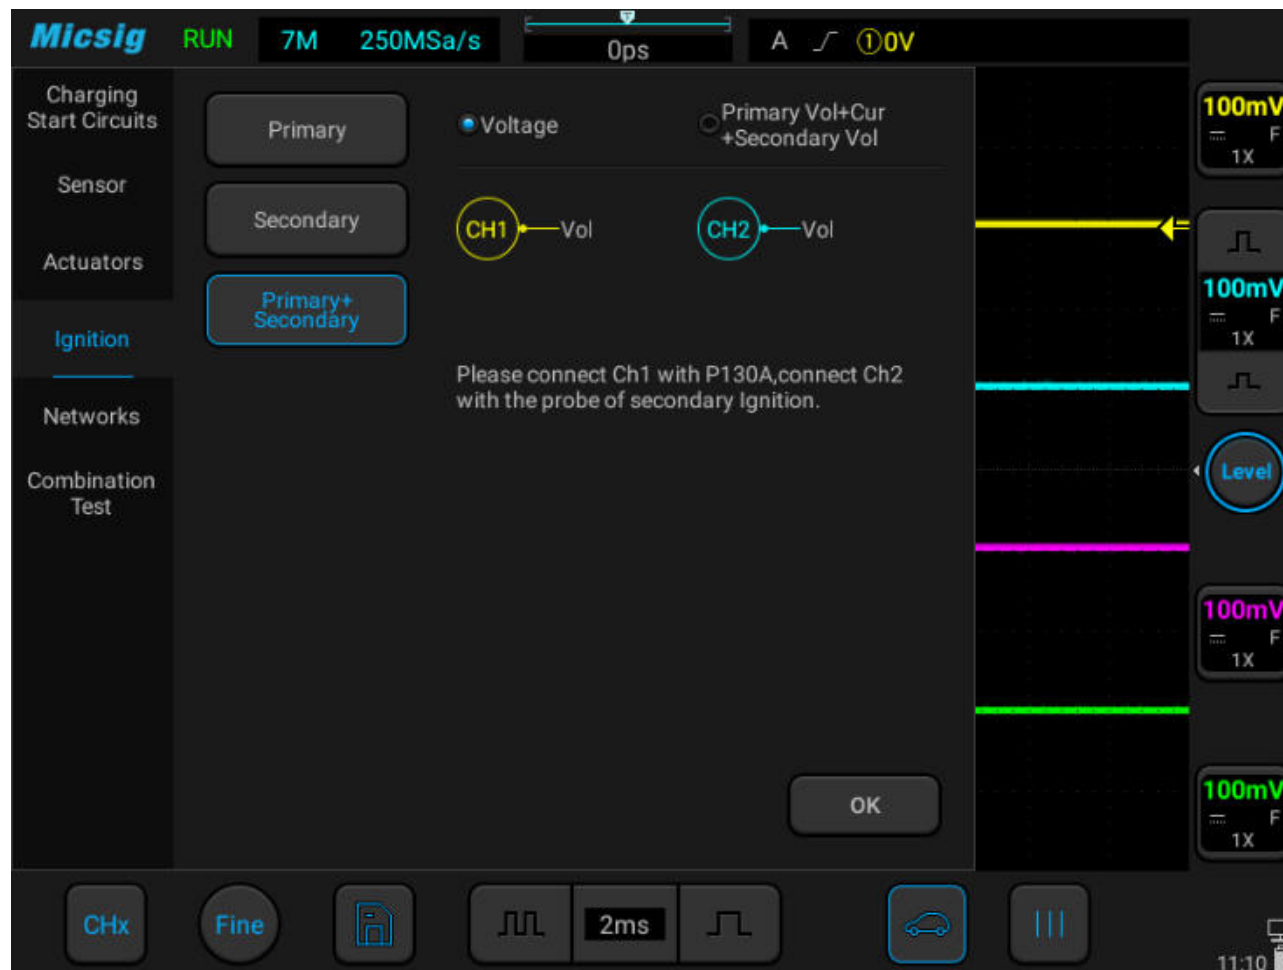 Micsig RUN 7M 250MSa/s 0ps A ①0V
T
Charging
Start Circuits
Sensor
Actuators
Ignition
Networks
Combination
Test
Primary
Secondary
Primary+
Secondary
Voltage
Primary Vol+Cur
+Secondary Vol
CH1 Vol
CH2 Vol
Please connect Ch1 with P130A,connect Ch2
with the probe of secondary Ignition.
OK
100mV
F
1X
100mV
F
1X
Level
100mV
F
1X
100mV
F
1X
CHx
Fine
2ms
11:10